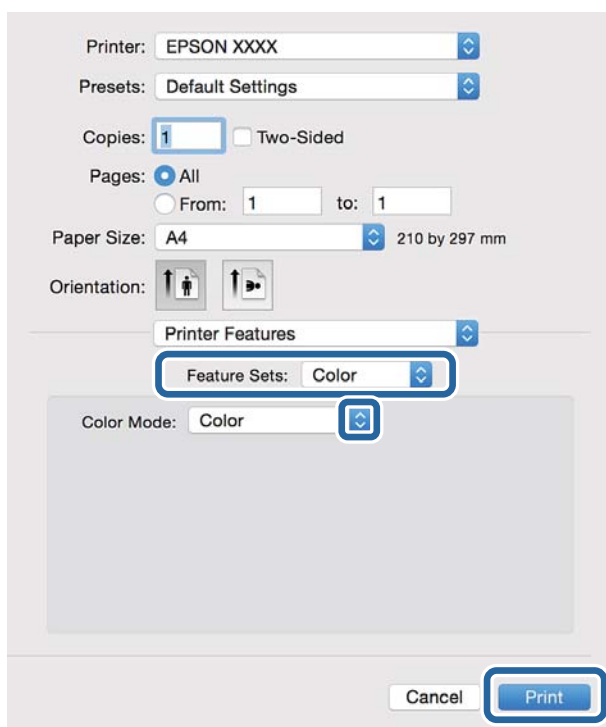 Printer: EPSON XXXX
Presets: Default Settings
Copies: 1 Two-Sided
Pages: All
From: 1 to: 1
Paper Size: A4 210 by 297 mm
Orientation:
Printer Features
Feature Sets: Color
Color Mode: Color
Cancel Print